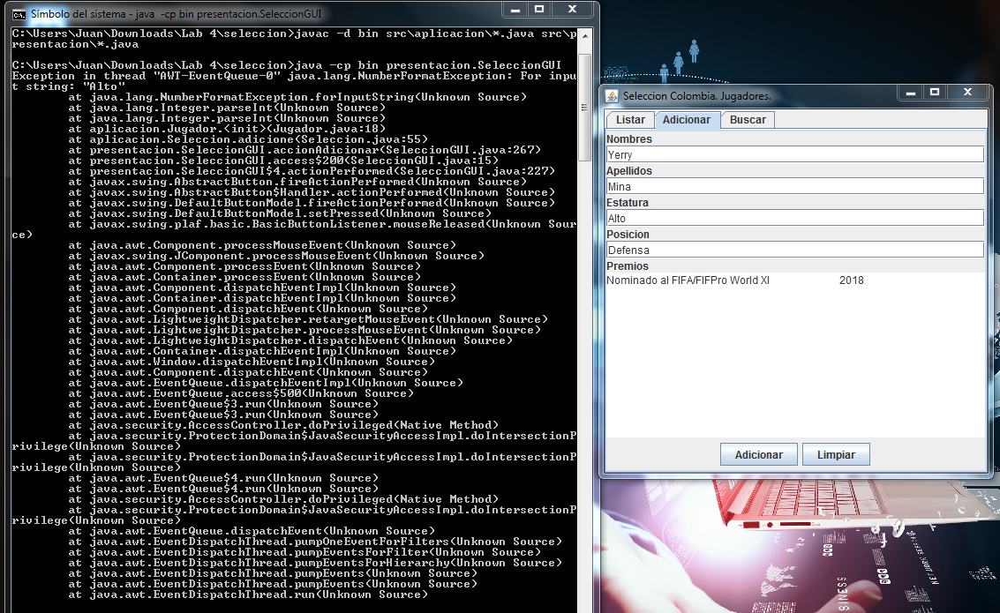 Símbolo del sistema - java -cp bin presentacion.SeleccionGUI
C:\Users\Juan\Downloads\Lab 4\seleccion>javac -d bin src\aplicacion\*.java src\p
resentacion\*.java
C:\Users\Juan\Downloads\Lab 4\seleccion>java -cp bin presentacion.SeleccionGUI
Exception in thread "AWT-EventQueue-0" java.lang.NumberFormatException: For inpu
t string: "Alto"
at java.lang.NumberFormatException.forInputString(Unknown Source)
at java.lang.Integer.parseInt(Unknown Source)
at java.lang.Integer.parseInt(Unknown Source)
at aplicacion.Jugador.<init>(Jugador.java:18)
at aplicacion.Seleccion.adicione(Seleccion.java:55)
at presentacion.SeleccionGUI.accionAdicionar(SeleccionGUI.java:267)
at presentacion.SeleccionGUI.access$200(SeleccionGUI.java:15)
at presentacion.SeleccionGUI$4.actionPerformed(SeleccionGUI.java:227)
at javax.swing.AbstractButton.fireActionPerformed(Unknown Source)
at javax.swing.AbstractButton$Handler.actionPerformed(Unknown Source)
at javax.swing.DefaultButtonModel.fireActionPerformed(Unknown Source)
at javax.swing.DefaultButtonModel.setPressed(Unknown Source)
at javax.swing.plaf.basic.BasicButtonListener.mouseReleased(Unknown Sour
ce)
at java.awt.Component.processMouseEvent(Unknown Source)
at javax.swing.JComponent.processMouseEvent(Unknown Source)
at java.awt.Component.processEvent(Unknown Source)
at java.awt.Container.processEvent(Unknown Source)
at java.awt.Component.dispatchEventImpl(Unknown Source)
at java.awt.Container.dispatchEventImpl(Unknown Source)
at java.awt.Component.dispatchEvent(Unknown Source)
at java.awt.LightweightDispatcher.retargetMouseEvent(Unknown Source)
at java.awt.LightweightDispatcher.processMouseEvent(Unknown Source)
at java.awt.LightweightDispatcher.dispatchEvent(Unknown Source)
at java.awt.Container.dispatchEventImpl(Unknown Source)
at java.awt.Window.dispatchEventImpl(Unknown Source)
at java.awt.Component.dispatchEvent(Unknown Source)
at java.awt.EventQueue.dispatchEventImpl(Unknown Source)
at java.awt.EventQueue.access$500(Unknown Source)
at java.awt.EventQueue$3.run(Unknown Source)
at java.awt.EventQueue$3.run(Unknown Source)
at java.security.AccessController.doPrivileged(Native Method)
at java.security.ProtectionDomain$JavaSecurityAccessImpl.doIntersectionP
rivilege(Unknown Source)
at java.security.ProtectionDomain$JavaSecurityAccessImpl.doIntersectionP
rivilege(Unknown Source)
at java.awt.EventQueue$4.run(Unknown Source)
at java.awt.EventQueue$4.run(Unknown Source)
at java.security.AccessController.doPrivileged(Native Method)
at java.security.ProtectionDomain$JavaSecurityAccessImpl.doIntersectionP
rivilege(Unknown Source)
at java.awt.EventQueue.dispatchEvent(Unknown Source)
at java.awt.EventDispatchThread.pumpOneEventForFilters(Unknown Source)
at java.awt.EventDispatchThread.pumpEventsForFilter(Unknown Source)
at java.awt.EventDispatchThread.pumpEventsForHierarchy(Unknown Source)
at java.awt.EventDispatchThread.pumpEvents(Unknown Source)
at java.awt.EventDispatchThread.pumpEvents(Unknown Source)
at java.awt.EventDispatchThread.run(Unknown Source)
Seleccion Colombia. Jugadores.
Listar Adicionar Buscar
Nombres
Yerry
Apellidos
Mina
Estatura
Alto
Posicion
Defensa
Premios
Nominado al FIFA/FIFPro World XI 2018
Adicionar Limpiar